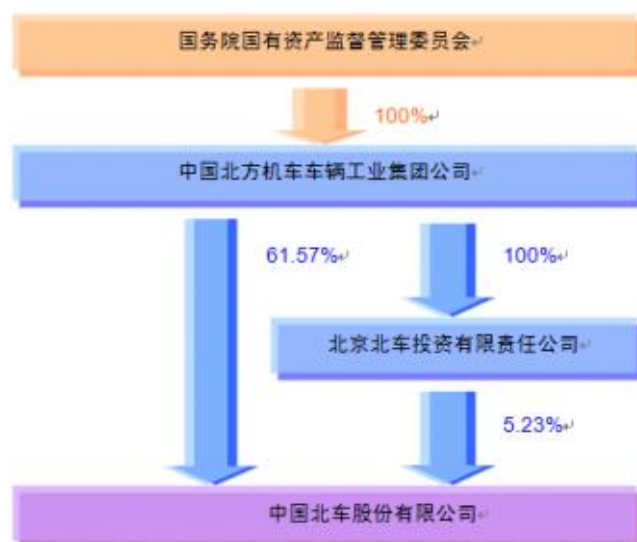 国务院国有资产监督管理委员会↵
100%↵
中国北方机车车辆工业集团公司↵
61.57%↵
100%↵
北京北车投资有限责任公司↵
5.23%↵
中国北车股份有限公司↵